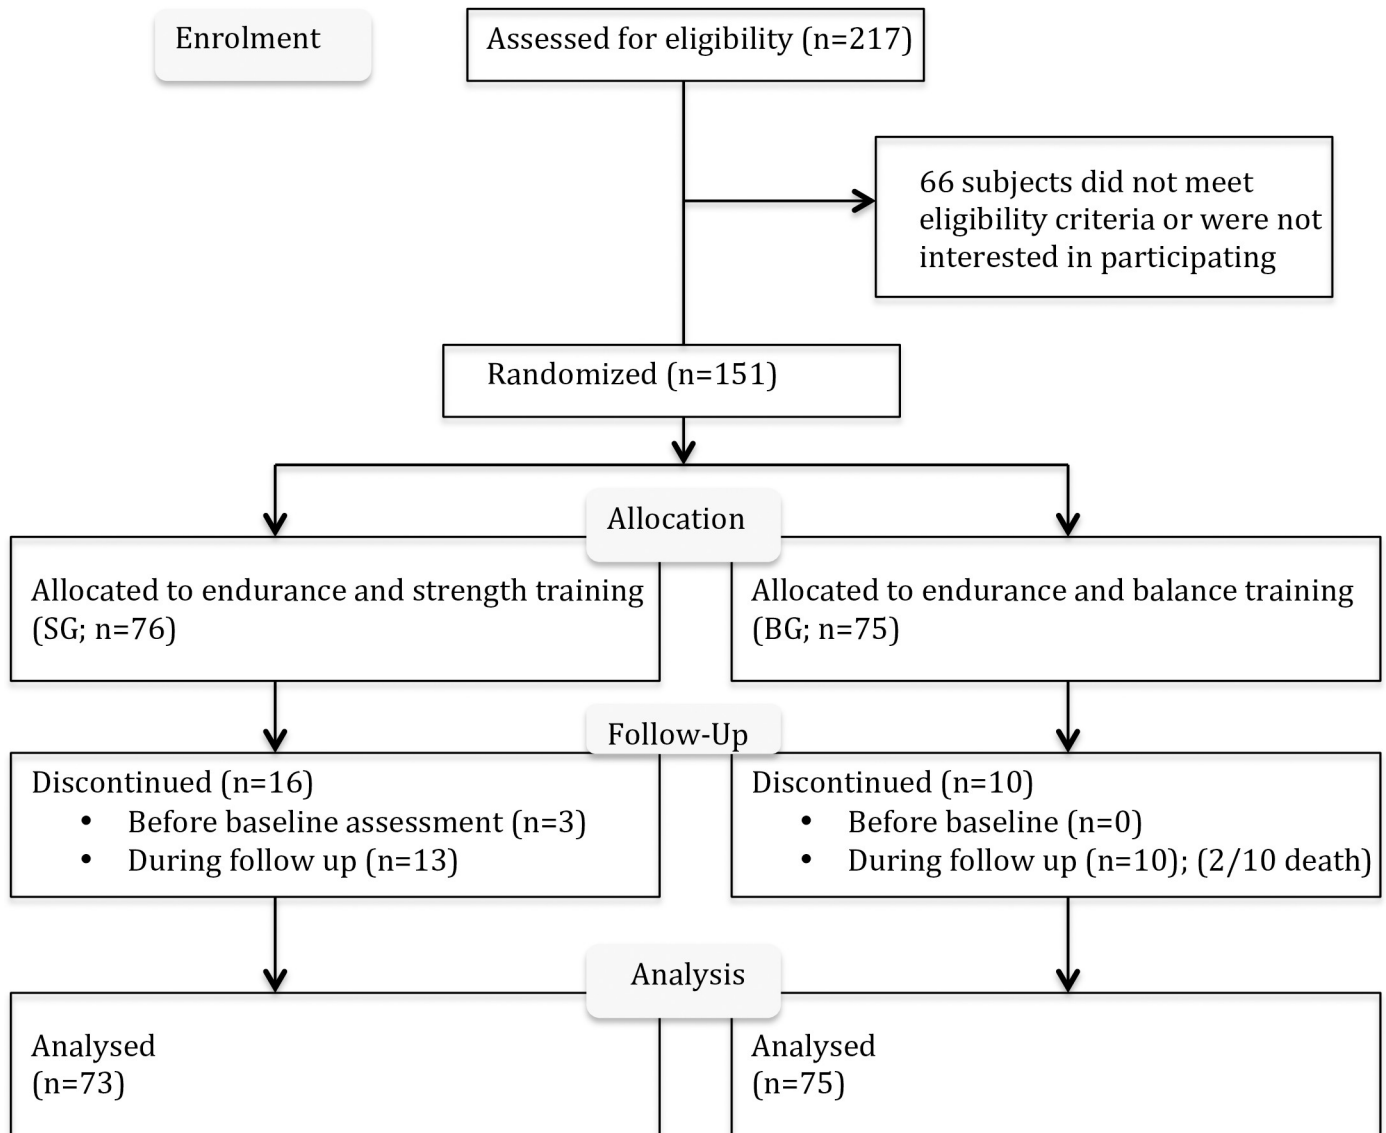 Enrolment
Assessed for eligibility (n=217)
66 subjects did not meet
eligibility criteria or were not
interested in participating
Randomized (n=151)
Allocation
Allocated to endurance and strength training
(SG; n=76)
Allocated to endurance and balance training
(BG; n=75)
Follow-Up
Discontinued (n=16)
• Before baseline assessment (n=3)
• During follow up (n=13)
Discontinued (n=10)
• Before baseline (n=0)
• During follow up (n=10); (2/10 death)
Analysis
Analysed
(n=73)
Analysed
(n=75)